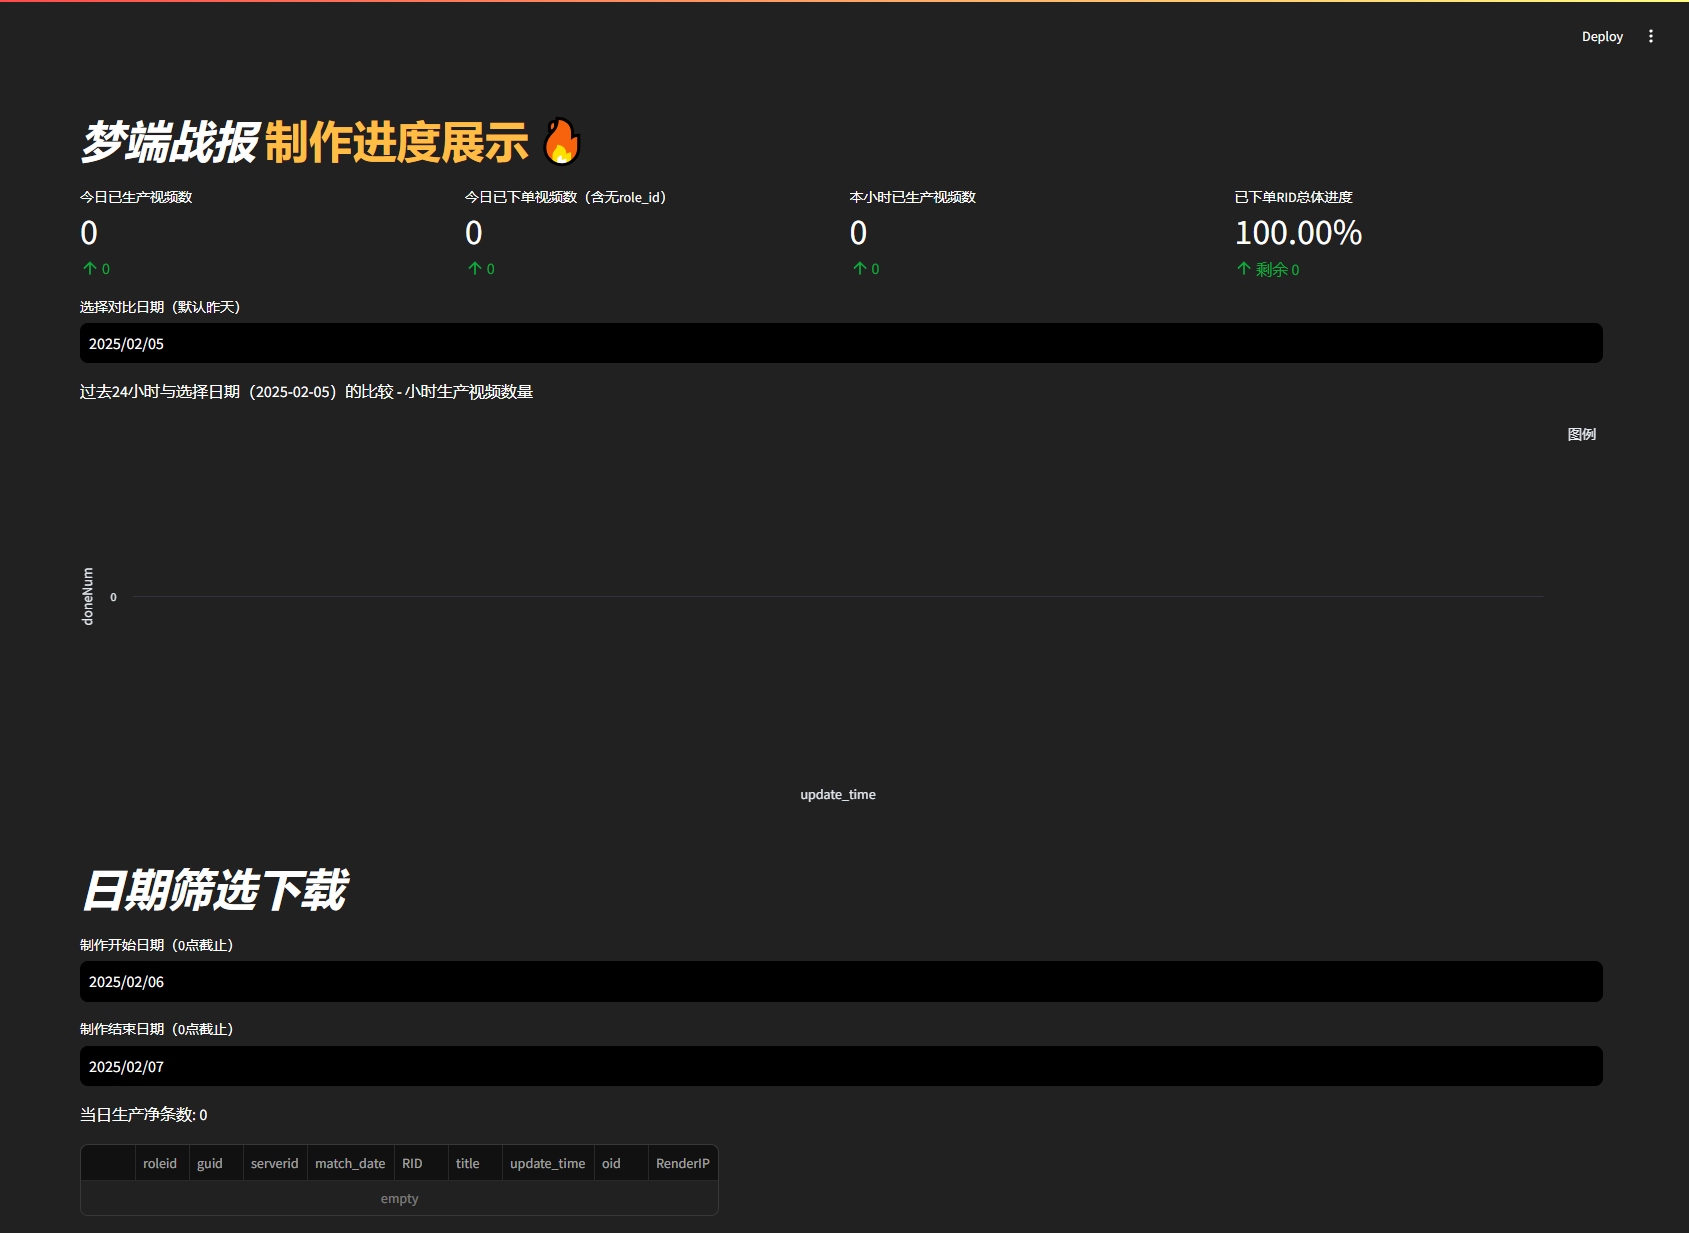 Deploy
梦端战报 制作进度展示
今日已生产视频数
0
↑ 0
今日已下单视频数（含无role_id）
0
↑ 0
本小时已生产视频数
0
↑ 0
已下单RID总体进度
100.00%
↑ 剩余 0
选择对比日期（默认昨天）
2025/02/05
过去24小时与选择日期（2025-02-05）的比较 - 小时生产视频数量
图例
doneNum
0
update_time
日期筛选下载
制作开始日期（0点截止）
2025/02/06
制作结束日期（0点截止）
2025/02/07
当日生产净条数: 0
roleid guid serverid match_date RID title update_time oid RenderIP
empty